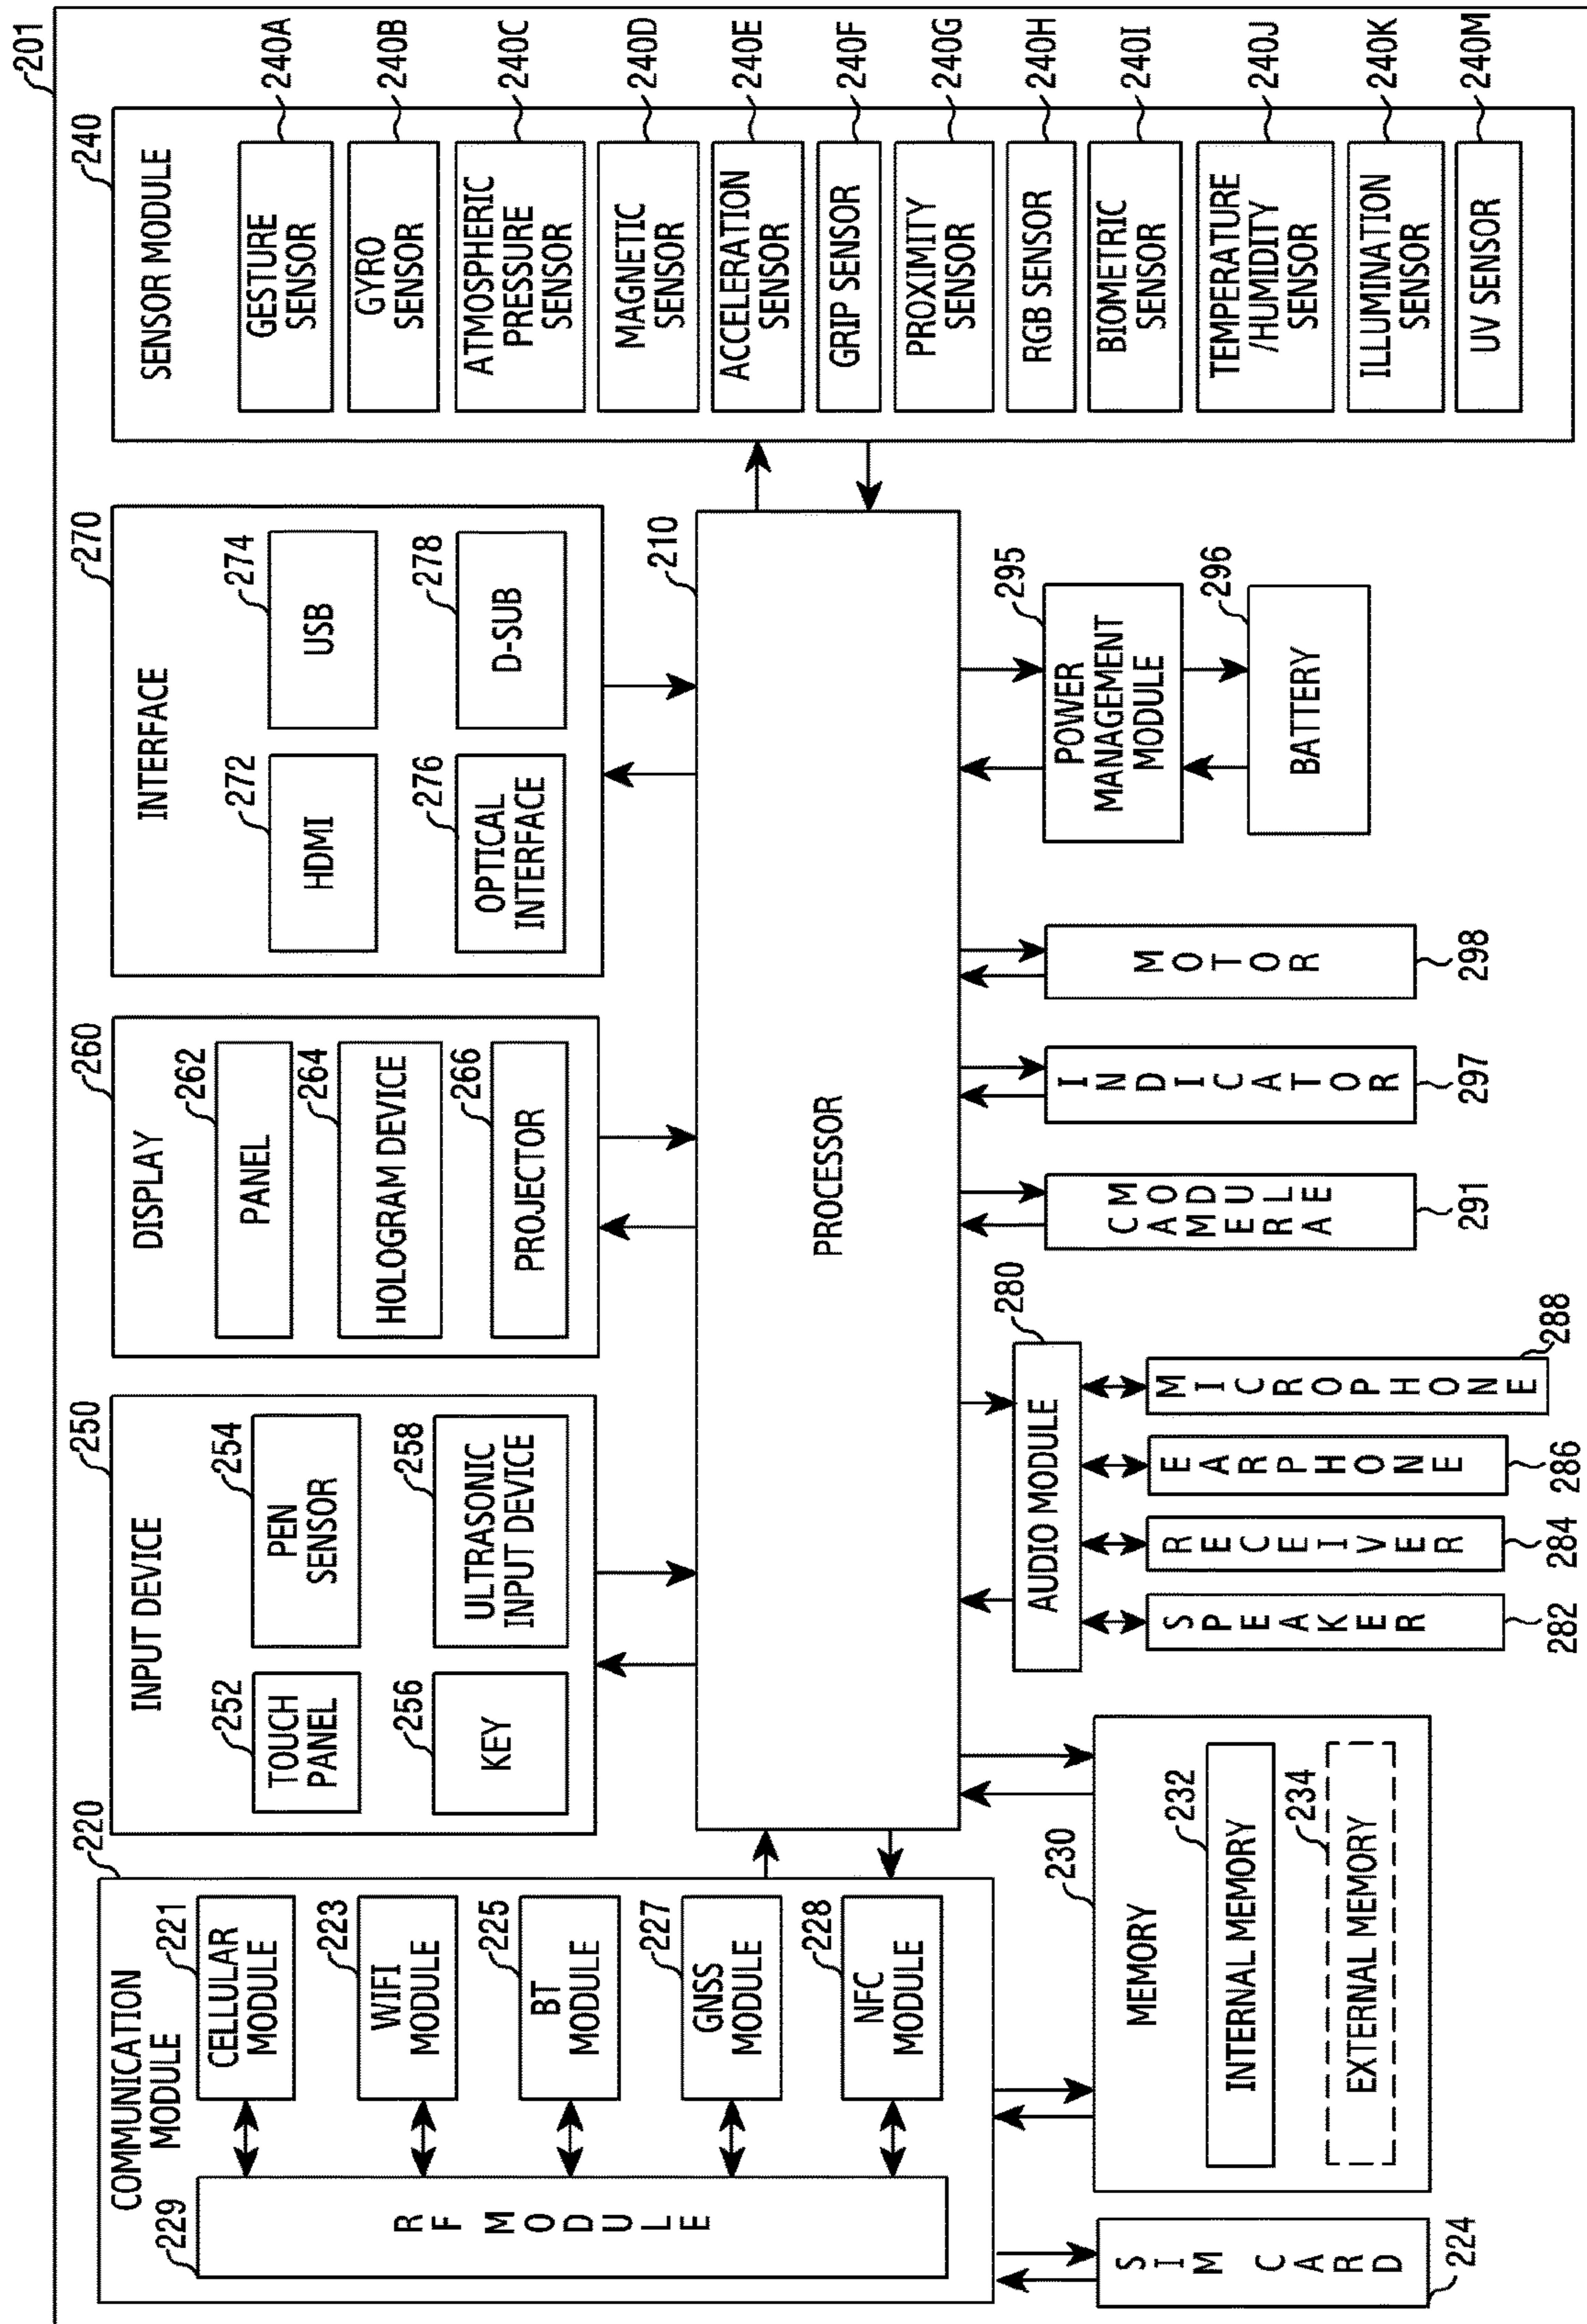 201
COMMUNICATION
MODULE
220
229
RF MODULE
221
CELLULAR
MODULE
223
WIFI
MODULE
225
BT
MODULE
227
GNSS
MODULE
228
NFC
MODULE
SIM CARD
224
INPUT DEVICE
250
252
TOUCH
PANEL
254
PEN
SENSOR
256
KEY
258
ULTRASONIC
INPUT DEVICE
DISPLAY
260
262
PANEL
264
HOLOGRAM DEVICE
266
PROJECTOR
INTERFACE
270
272
HDMI
274
USB
276
OPTICAL
INTERFACE
278
D-SUB
SENSOR MODULE
240
GESTURE
SENSOR
240A
GYRO
SENSOR
240B
ATMOSPHERIC
PRESSURE
SENSOR
240C
MAGNETIC
SENSOR
240D
ACCELERATION
SENSOR
240E
GRIP SENSOR
240F
PROXIMITY
SENSOR
240G
RGB SENSOR
240H
BIOMETRIC
SENSOR
240I
TEMPERATURE
/HUMIDITY
SENSOR
240J
ILLUMINATION
SENSOR
240K
UV SENSOR
240M
PROCESSOR
210
MEMORY
230
232
INTERNAL MEMORY
234
EXTERNAL MEMORY
AUDIO MODULE
280
SPEAKER
282
RECEIVER
284
EARPHONE
286
MICROPHONE
288
CAMERA
MODULE
291
INDICATOR
297
MOTOR
298
POWER
MANAGEMENT
MODULE
295
BATTERY
296